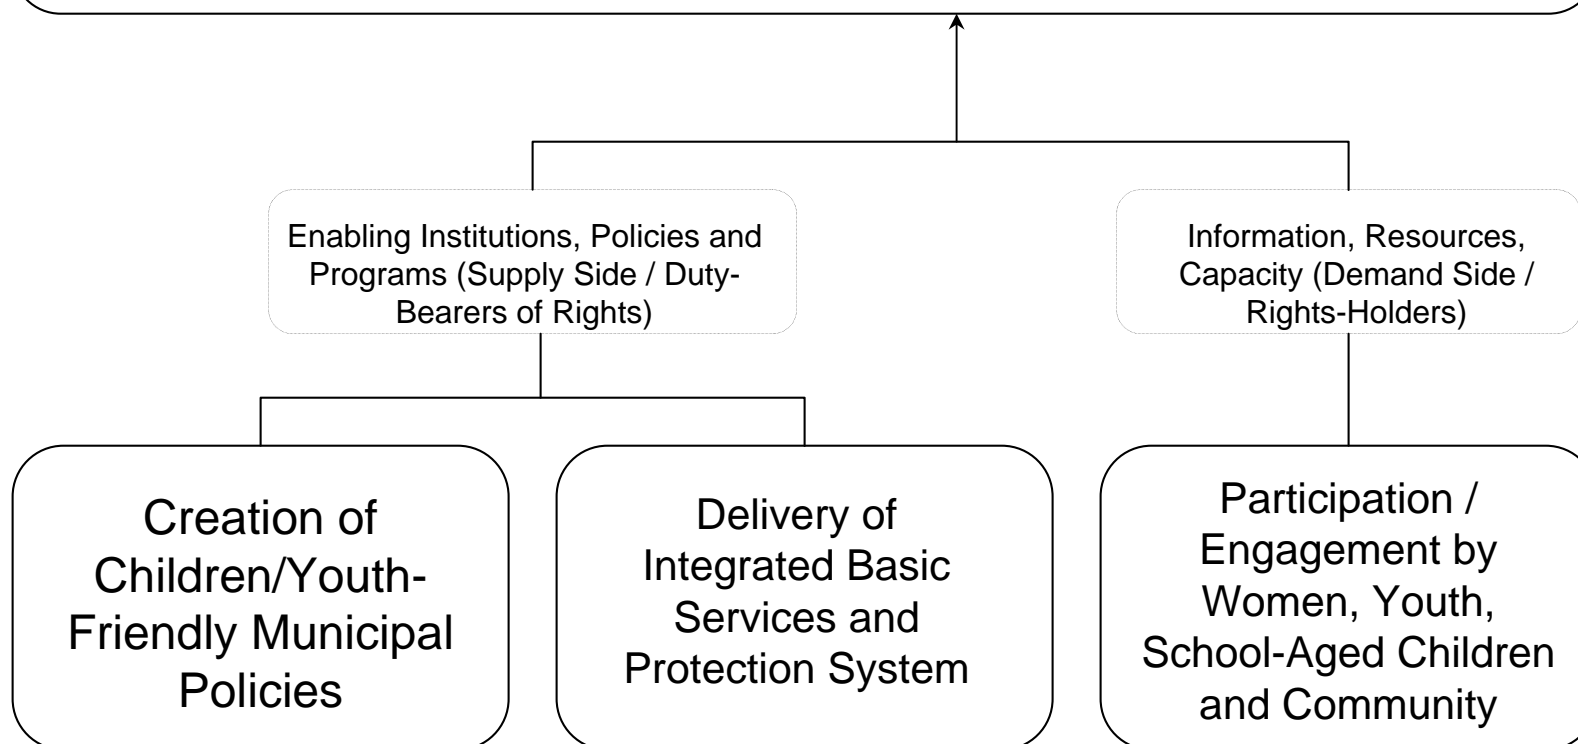 Enabling Institutions, Policies and
Programs (Supply Side / Duty-
Bearers of Rights)
Information, Resources,
Capacity (Demand Side /
Rights-Holders)
Creation of
Children/Youth-
Friendly Municipal
Policies
Delivery of
Integrated Basic
Services and
Protection System
Participation /
Engagement by
Women, Youth,
School-Aged Children
and Community